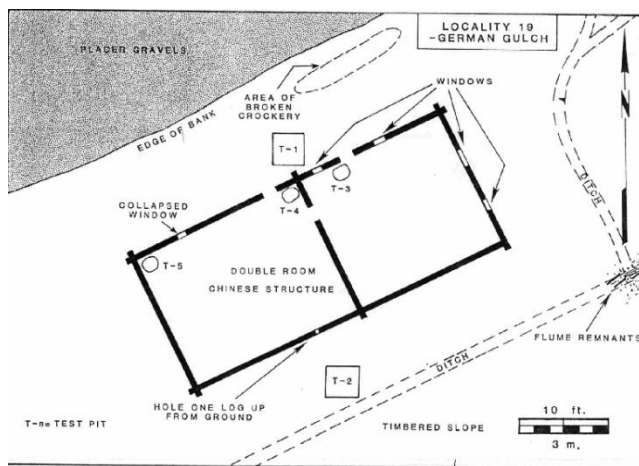 LOCALITY 19
-GERMAN GULCH
PLACER GRAVELS
WINDOWS
N
AREA OF
BROKEN
CROCKERY
EDGE OF BANK
T-1
T-3
T-4
DITCH
COLLAPSED
WINDOW
T-5
DOUBLE ROOM
CHINESE STRUCTURE
FLUME REMNANTS
DITCH
T-2
HOLE ONE LOG UP
FROM GROUND
10 ft.
T-n= TEST PIT
TIMBERED SLOPE
3 m.